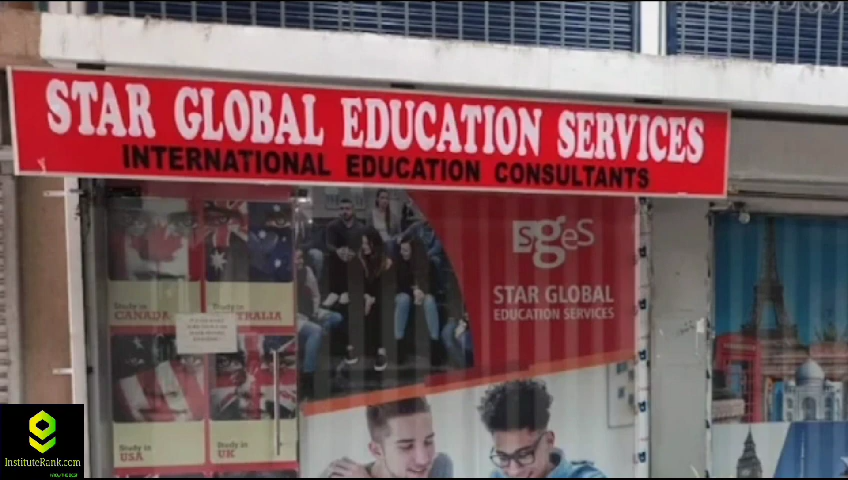 STAR GLOBAL EDUCATION SERVICES
INTERNATIONAL EDUCATION CONSULTANTS
sges
STAR GLOBAL
EDUCATION SERVICES
Study in
CANADA
Study in
AUSTRALIA
Study in
USA
Study in
UK
InstituteRank.com